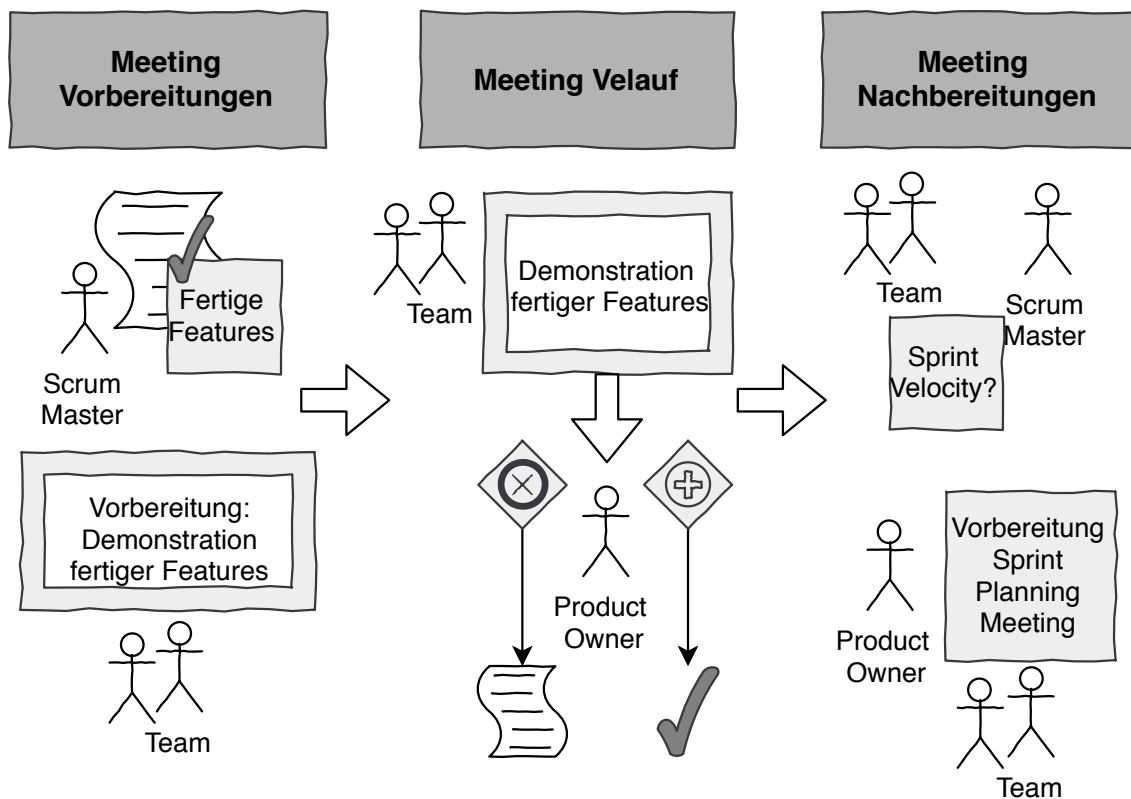 Meeting
Vorbereitungen
Fertige
Features
Scrum
Master
Vorbereitung:
Demonstration
fertiger Features
Team
Meeting Velauf
Team
Demonstration
fertiger Features
Product
Owner
Meeting
Nachbereitungen
Team
Scrum
Master
Sprint
Velocity?
Product
Owner
Vorbereitung
Sprint
Planning
Meeting
Team